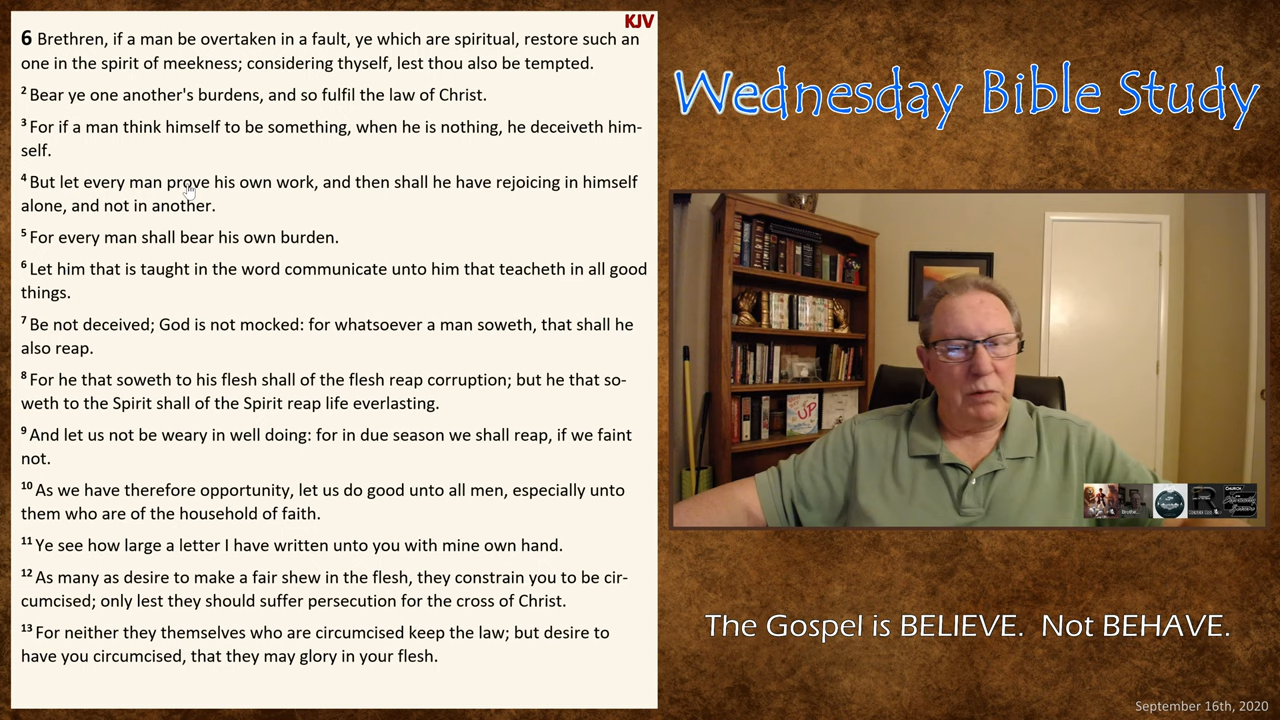 KJV
6 Brethren, if a man be overtaken in a fault, ye which are spiritual, restore such an
one in the spirit of meekness; considering thyself, lest thou also be tempted.
2 Bear ye one another's burdens, and so fulfil the law of Christ.
3 For if a man think himself to be something, when he is nothing, he deceiveth him-
self.
4 But let every man prove his own work, and then shall he have rejoicing in himself
alone, and not in another.
5 For every man shall bear his own burden.
6 Let him that is taught in the word communicate unto him that teacheth in all good
things.
7 Be not deceived; God is not mocked: for whatsoever a man soweth, that shall he
also reap.
8 For he that soweth to his flesh shall of the flesh reap corruption; but he that so-
weth to the Spirit shall of the Spirit reap life everlasting.
9 And let us not be weary in well doing: for in due season we shall reap, if we faint
not.
10 As we have therefore opportunity, let us do good unto all men, especially unto
them who are of the household of faith.
11 Ye see how large a letter I have written unto you with mine own hand.
12 As many as desire to make a fair shew in the flesh, they constrain you to be cir-
cumcised; only lest they should suffer persecution for the cross of Christ.
13 For neither they themselves who are circumcised keep the law; but desire to
have you circumcised, that they may glory in your flesh.
Wednesday Bible Study
UP
The Gospel is BELIEVE. Not BEHAVE.
September 16th, 2020